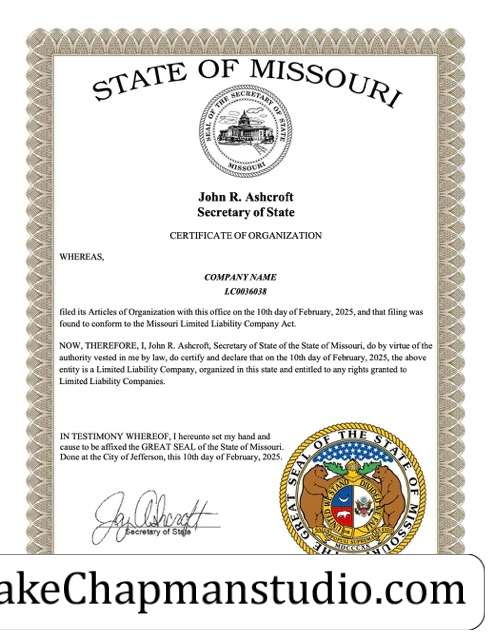 STATE OF MISSOURI
SEAL OF THE SECRETARY OF STATE
MISSOURI
John R. Ashcroft
Secretary of State
CERTIFICATE OF ORGANIZATION
WHEREAS,
COMPANY NAME
LC0036038
filed its Articles of Organization with this office on the 10th day of February, 2025, and that filing was
found to conform to the Missouri Limited Liability Company Act.
NOW, THEREFORE, I, John R. Ashcroft, Secretary of State of the State of Missouri, do by virtue of the
authority vested in me by law, do certify and declare that on the 10th day of February, 2025, the above
entity is a Limited Liability Company, organized in this state and entitled to any rights granted to
Limited Liability Companies.
IN TESTIMONY WHEREOF, I hereunto set my hand and
cause to be affixed the GREAT SEAL of the State of Missouri.
Done at the City of Jefferson, this 10th day of February, 2025.
THE GREAT SEAL OF THE STATE OF MISSOURI
UNITED WE STAND DIVIDED WE FALL
MDCCCXX
Secretary of State
akeChapmanstudio.com